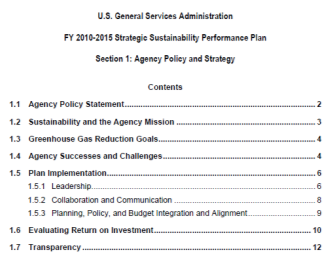 U.S. General Services Administration
FY 2010-2015 Strategic Sustainability Performance Plan
Section 1: Agency Policy and Strategy
Contents
1.1 Agency Policy Statement 2
1.2 Sustainability and the Agency Mission 3
1.3 Greenhouse Gas Reduction Goals 4
1.4 Agency Successes and Challenges 4
1.5 Plan Implementation 6
1.5.1 Leadership 6
1.5.2 Collaboration and Communication 8
1.5.3 Planning, Policy, and Budget Integration and Alignment 9
1.6 Evaluating Return on Investment 10
1.7 Transparency 12